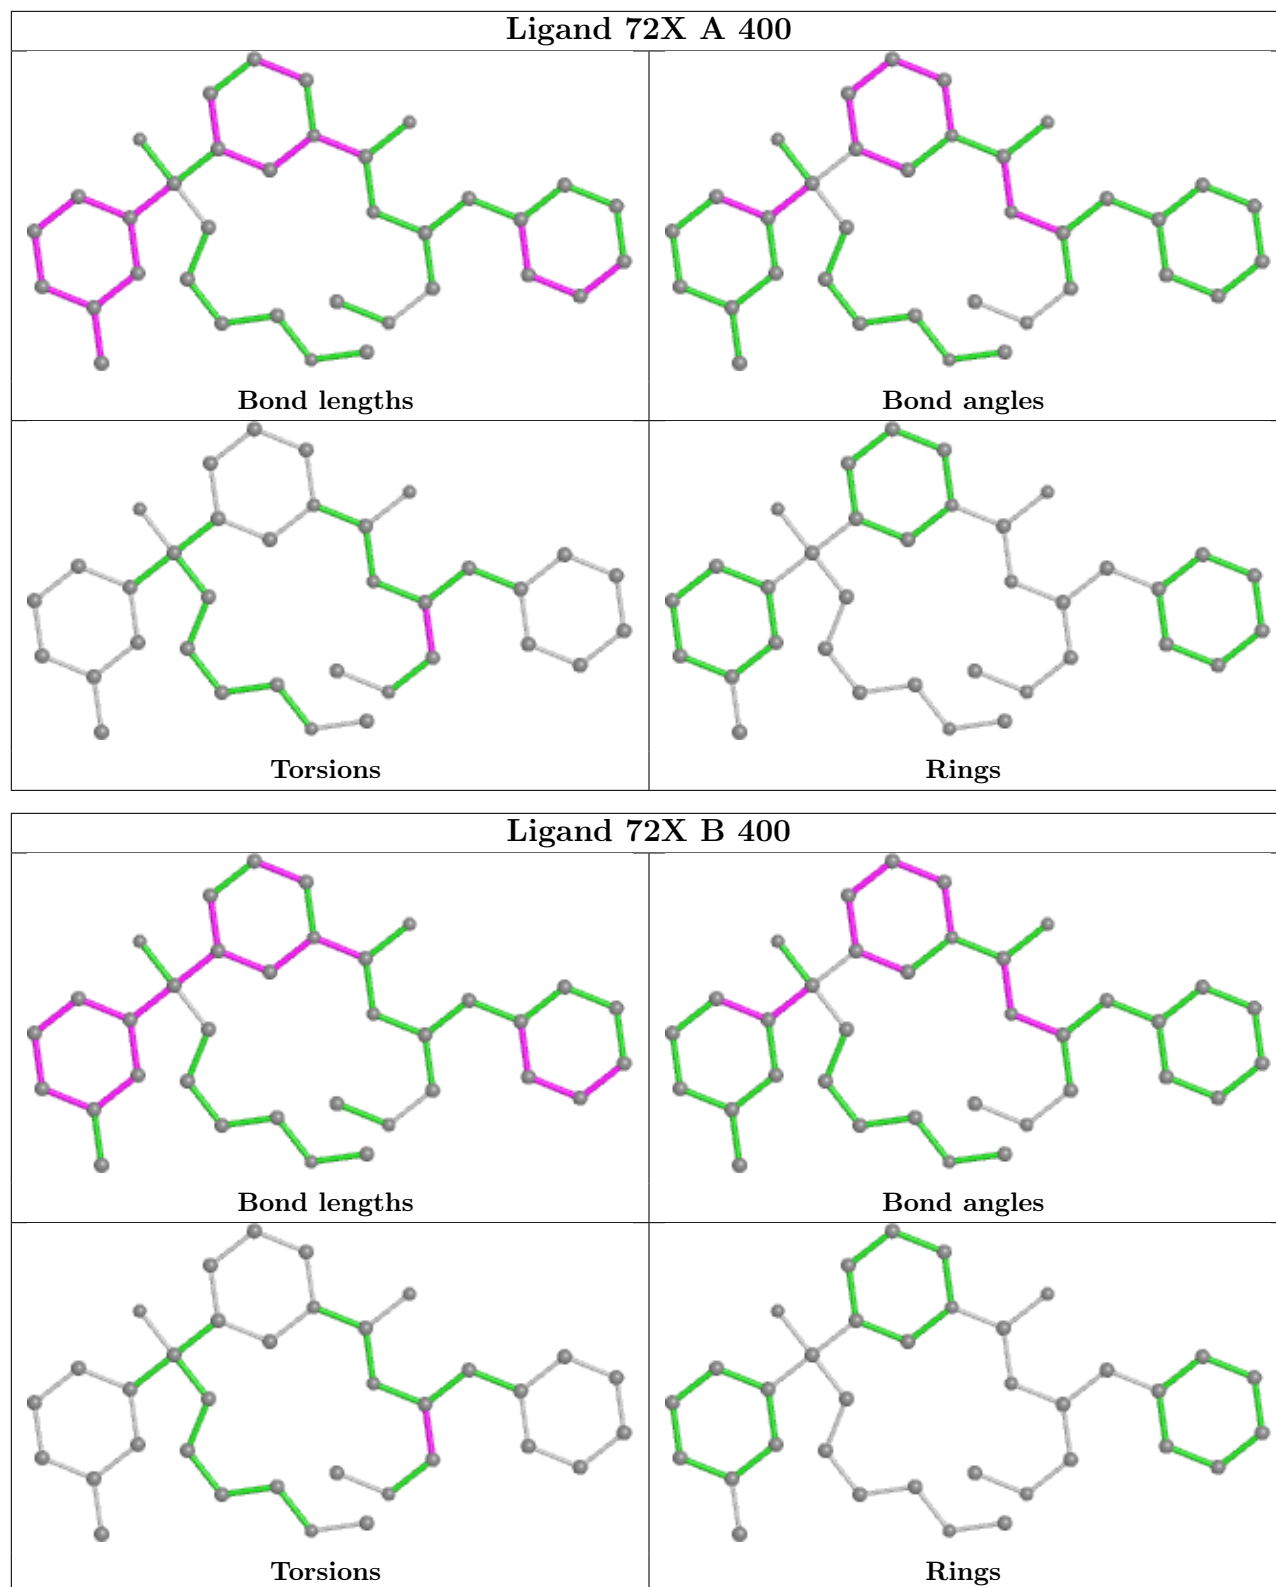 Ligand 72X A 400
Bond lengths
Bond angles
Torsions
Rings
Ligand 72X B 400
Bond lengths
Bond angles
Torsions
Rings